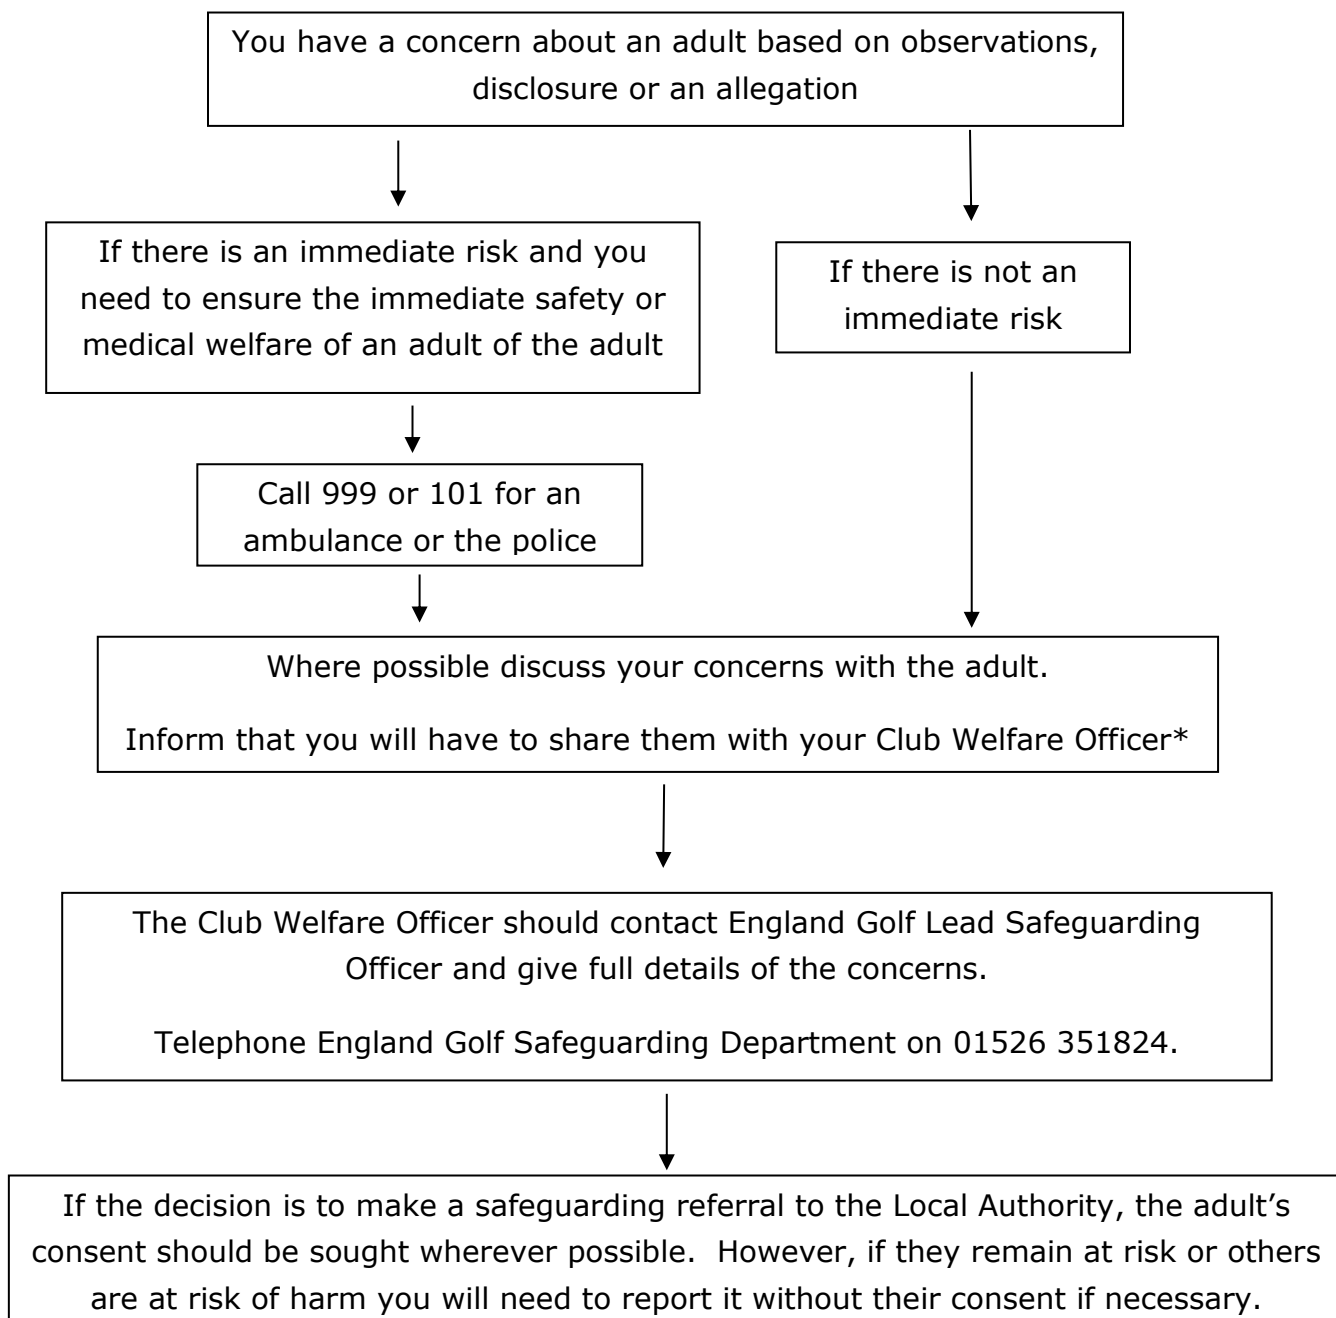 You have a concern about an adult based on observations,
disclosure or an allegation
If there is an immediate risk and you
need to ensure the immediate safety or
medical welfare of an adult of the adult
If there is not an
immediate risk
Call 999 or 101 for an
ambulance or the police
Where possible discuss your concerns with the adult.
Inform that you will have to share them with your Club Welfare Officer*
The Club Welfare Officer should contact England Golf Lead Safeguarding
Officer and give full details of the concerns.
Telephone England Golf Safeguarding Department on 01526 351824.
If the decision is to make a safeguarding referral to the Local Authority, the adult’s
consent should be sought wherever possible.  However, if they remain at risk or others
are at risk of harm you will need to report it without their consent if necessary.